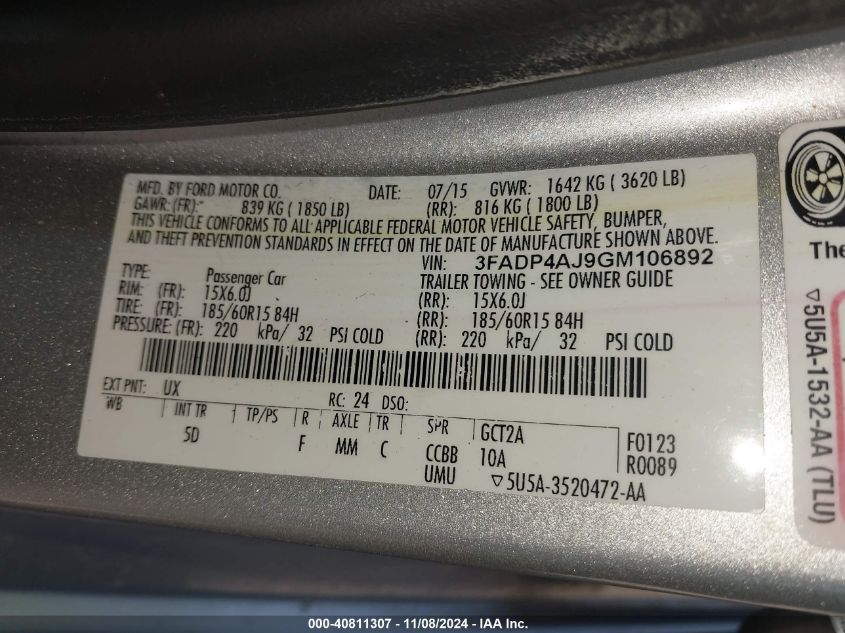 MFD. BY FORD MOTOR CO. DATE: 07/15 GVWR: 1642 KG ( 3620 LB)
GAWR: (FR): 839 KG ( 1850 LB) (RR): 816 KG ( 1800 LB)
THIS VEHICLE CONFORMS TO ALL APPLICABLE FEDERAL MOTOR VEHICLE SAFETY, BUMPER,
AND THEFT PREVENTION STANDARDS IN EFFECT ON THE DATE OF MANUFACTURE SHOWN ABOVE.
VIN: 3FADP4AJ9GM106892
TYPE: Passenger Car TRAILER TOWING - SEE OWNER GUIDE
RIM: (FR): 15X6.0J (RR): 15X6.0J
TIRE: (FR): 185/60R15 84H (RR): 185/60R15 84H
PRESSURE: (FR): 220 kPa/ 32 PSI COLD (RR): 220 kPa/ 32 PSI COLD
EXT PNT: UX RC: 24 DSO:
WB INT TR TP/PS R AXLE TR SPR GCT2A F0123
5D F MM C CCBB 10A R0089
UMU ▽5U5A-3520472-AA
The
▽5U5A-1532-AA (TLU)
000-40811307 - 11/08/2024 - IAA Inc.